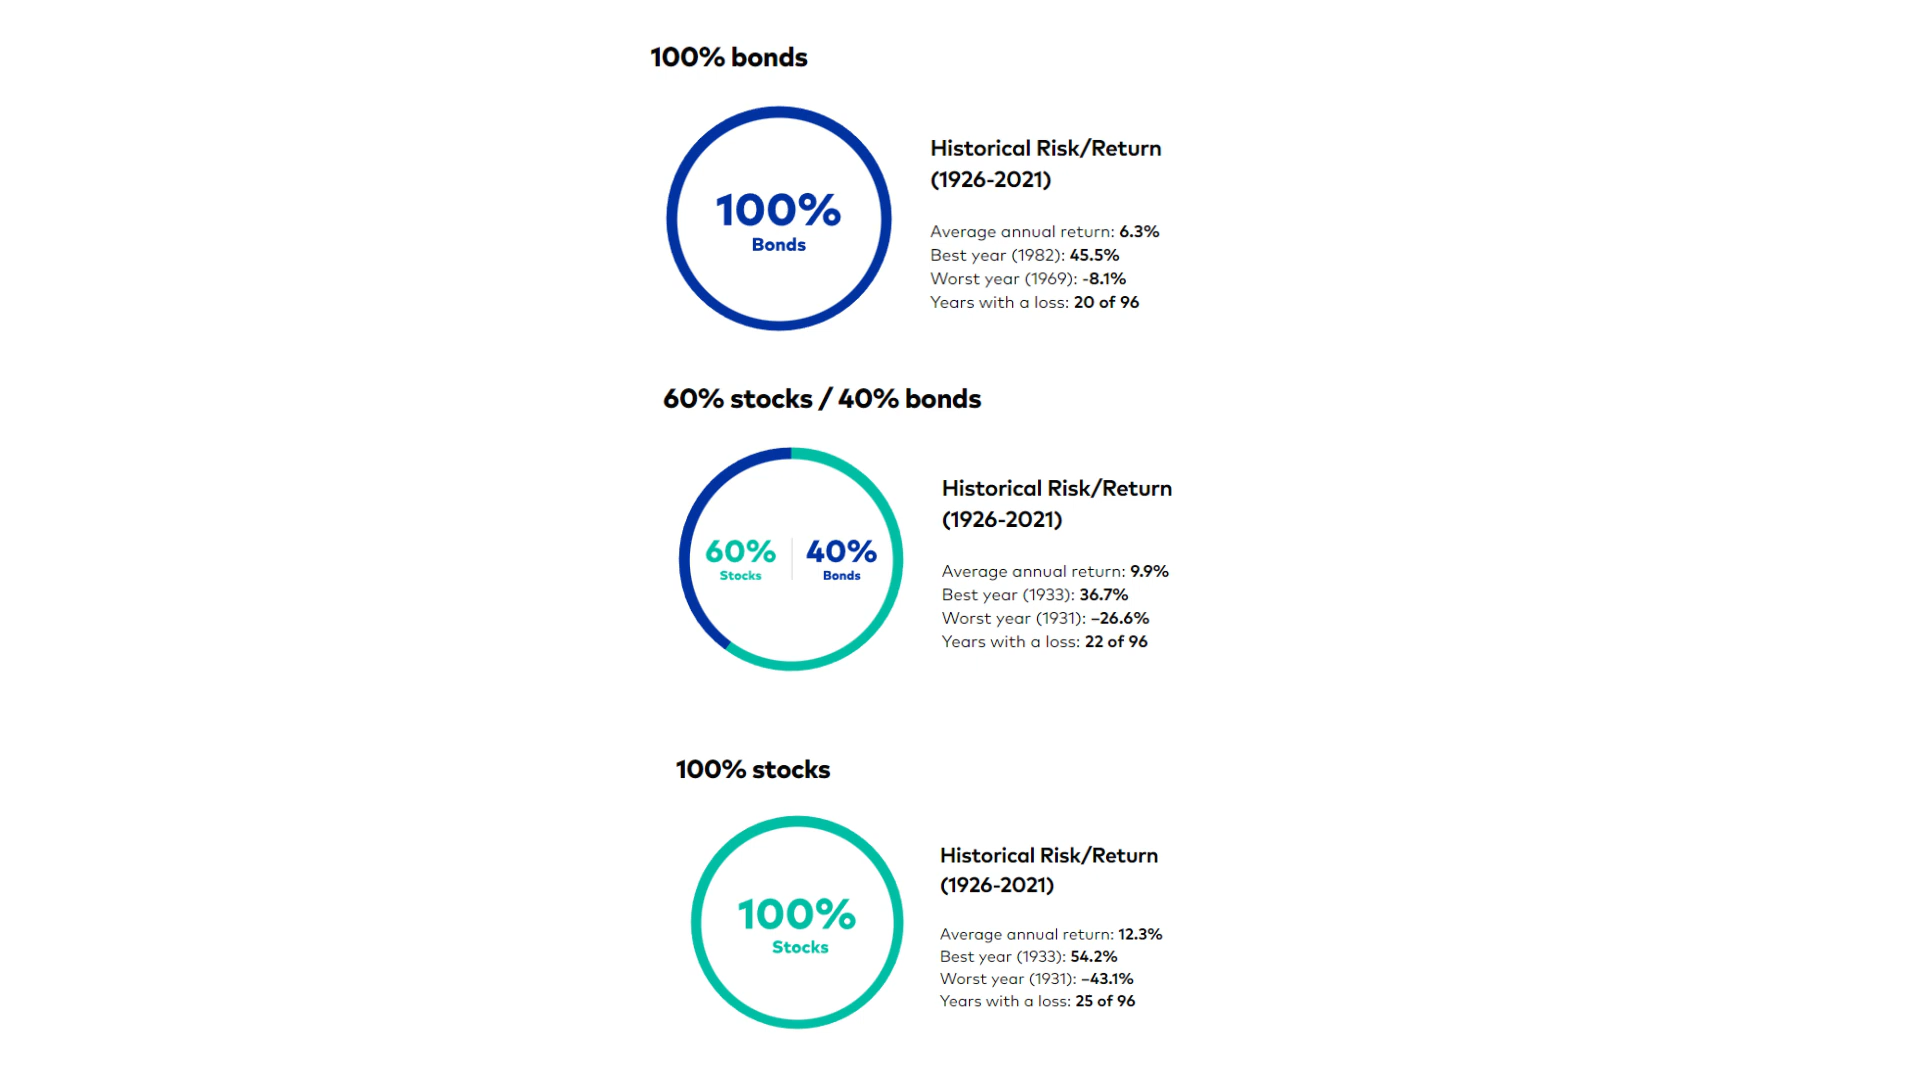 100% bonds
100%
Bonds
Historical Risk/Return
(1926-2021)
Average annual return: 6.3%
Best year (1982): 45.5%
Worst year (1969): -8.1%
Years with a loss: 20 of 96
60% stocks / 40% bonds
60%
Stocks
40%
Bonds
Historical Risk/Return
(1926-2021)
Average annual return: 9.9%
Best year (1933): 36.7%
Worst year (1931): –26.6%
Years with a loss: 22 of 96
100% stocks
100%
Stocks
Historical Risk/Return
(1926-2021)
Average annual return: 12.3%
Best year (1933): 54.2%
Worst year (1931): –43.1%
Years with a loss: 25 of 96